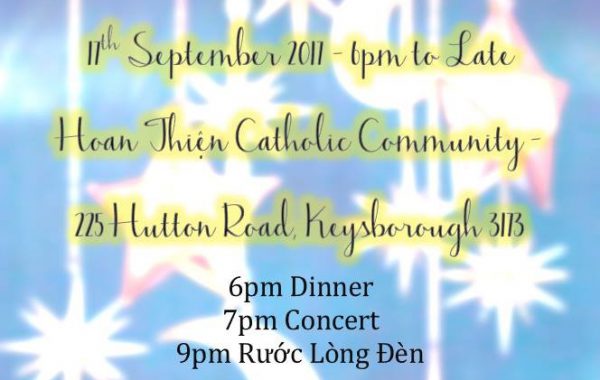 17th September 2017 - 6pm to Late
Hoan Thiện Catholic Community -
225 Hutton Road, Keysborough 3173
6pm Dinner
7pm Concert
9pm Rước Lòng Đèn